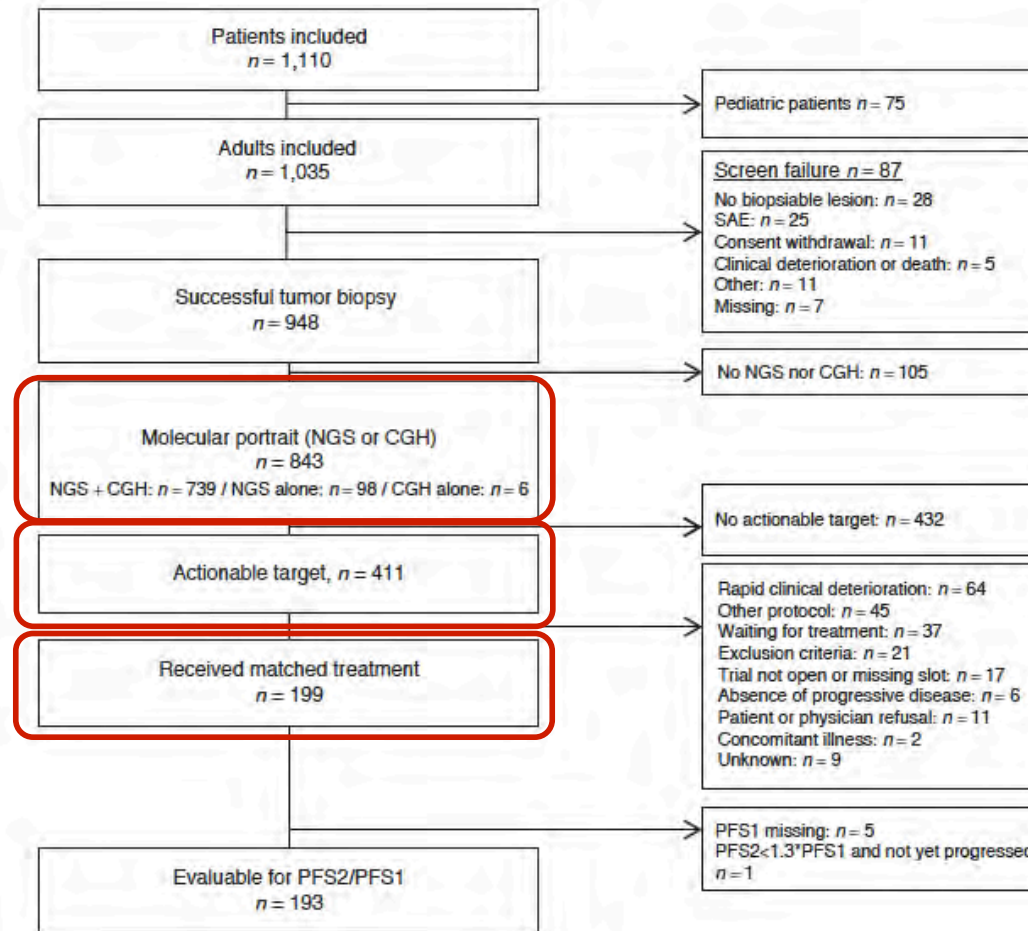 Patients included
n = 1,110
Pediatric patients n = 75
Adults included
n = 1,035
Screen failure n = 87
No biopsiable lesion: n = 28
SAE: n = 25
Consent withdrawal: n = 11
Clinical deterioration or death: n = 5
Other: n = 11
Missing: n = 7
Successful tumor biopsy
n = 948
No NGS nor CGH: n = 105
Molecular portrait (NGS or CGH)
n = 843
NGS + CGH: n = 739 / NGS alone: n = 98 / CGH alone: n = 6
No actionable target: n = 432
Actionable target, n = 411
Rapid clinical deterioration: n = 64
Other protocol: n = 45
Waiting for treatment: n = 37
Exclusion criteria: n = 21
Trial not open or missing slot: n = 17
Absence of progressive disease: n = 6
Patient or physician refusal: n = 11
Concomitant illness: n = 2
Unknown: n = 9
Received matched treatment
n = 199
PFS1 missing: n = 5
PFS2<1.3*PFS1 and not yet progressed
n = 1
Evaluable for PFS2/PFS1
n = 193